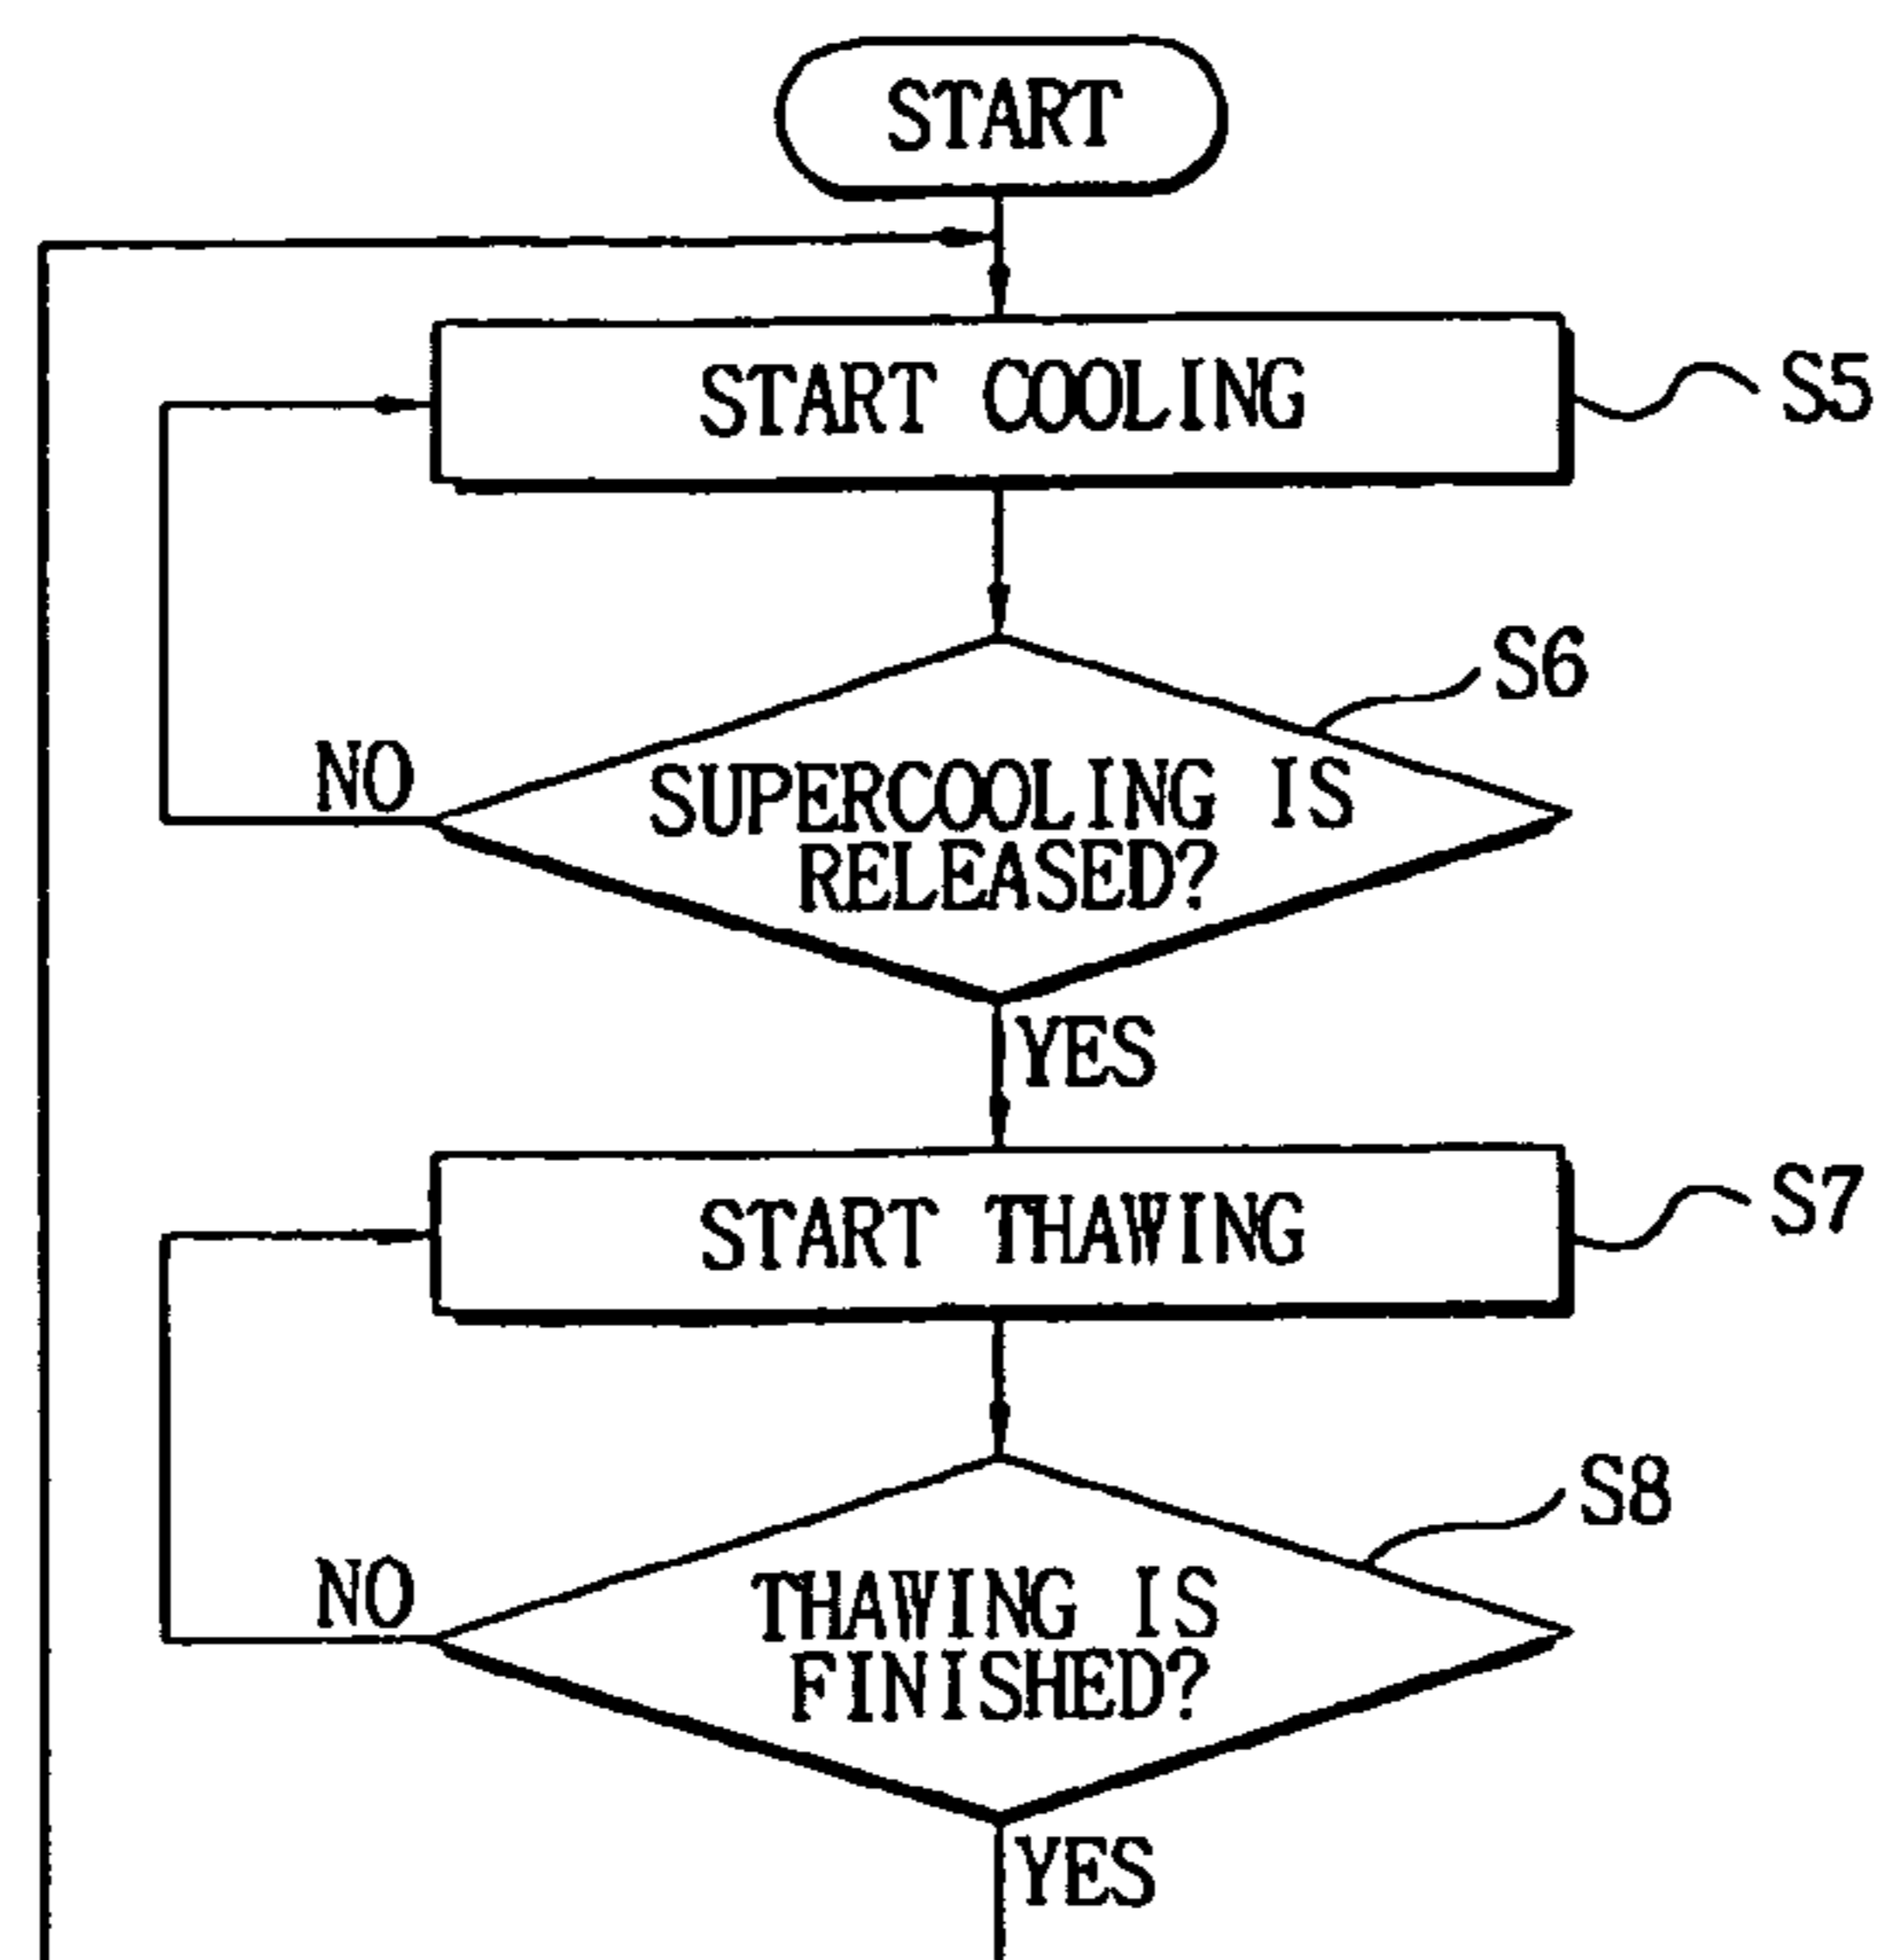 START
START COOLING
S5
S6
NO
SUPERCOOLING IS
RELEASED?
YES
START THAWING
S7
S8
NO
THAWING IS
FINISHED?
YES